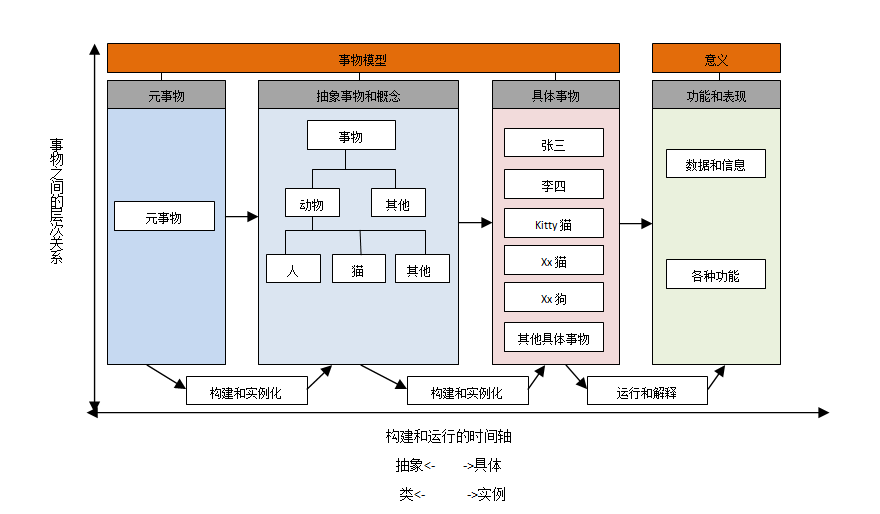 事物模型
意义
元事物
抽象事物和概念
具体事物
功能和表现
事物之间的层次关系
元事物
事物
动物
其他
人
猫
其他
张三
李四
Kitty 猫
Xx 猫
Xx 狗
其他具体事物
数据和信息
各种功能
构建和实例化
构建和实例化
运行和解释
构建和运行的时间轴
抽象<- ->具体
类<- ->实例